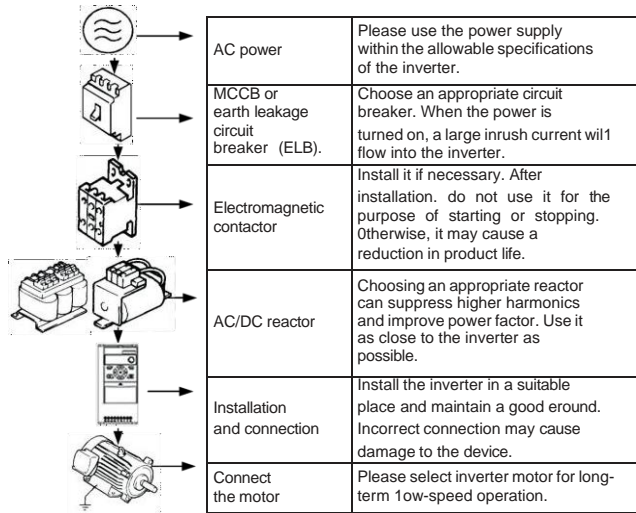 AC power
Please use the power supply
within the allowable specifications
of the inverter.
MCCB or
earth leakage
circuit
breaker (ELB).
Choose an appropriate circuit
breaker. When the power is
turned on, a large inrush current wil1
flow into the inverter.
Electromagnetic
contactor
Install it if necessary. After
installation. do not use it for the
purpose of starting or stopping.
0therwise, it may cause a
reduction in product life.
AC/DC reactor
Choosing an appropriate reactor
can suppress higher harmonics
and improve power factor. Use it
as close to the inverter as
possible.
Installation
and connection
Install the inverter in a suitable
place and maintain a good eround.
Incorrect connection may cause
damage to the device.
Connect
the motor
Please select inverter motor for long-
term 1ow-speed operation.